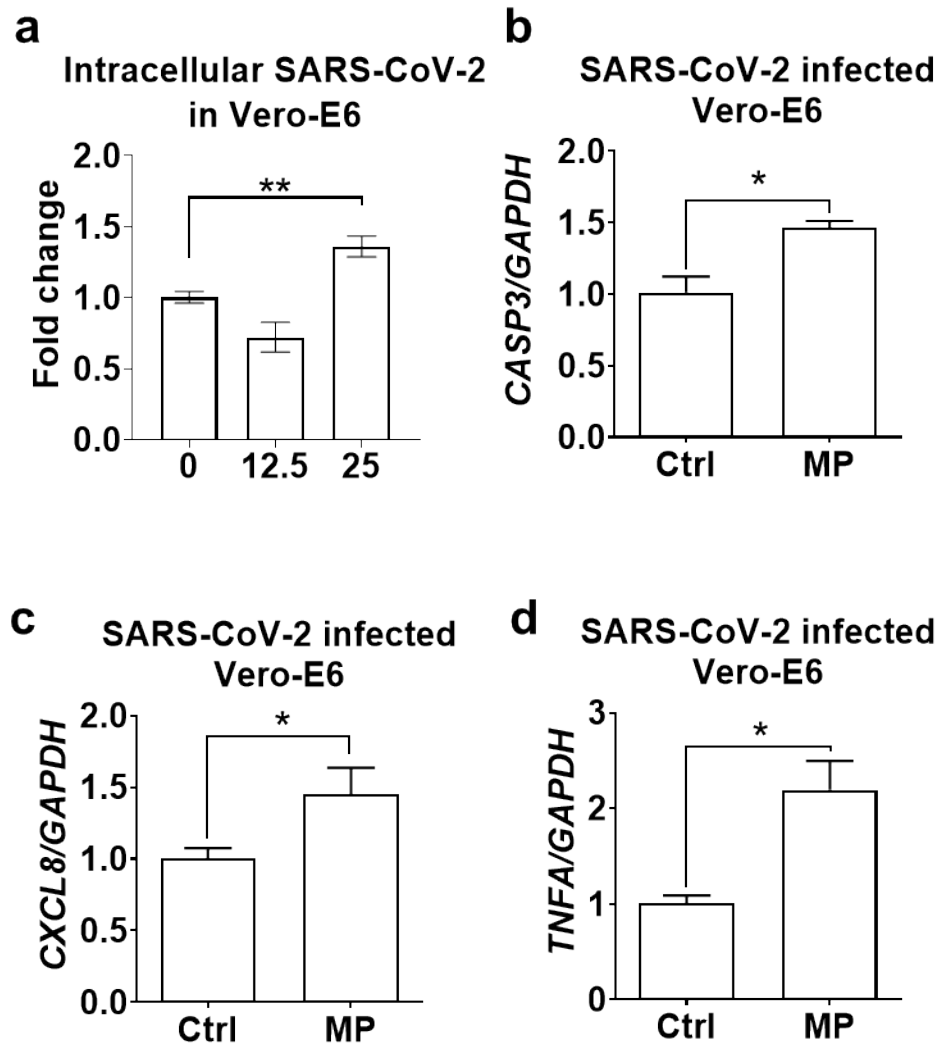 a
Intracellular SARS-CoV-2
in Vero-E6
Fold change
2.0
1.5
1.0
0.5
0.0
**
0 12.5 25
b
SARS-CoV-2 infected
Vero-E6
CASP3/GAPDH
2.0
1.5
1.0
0.5
0.0
*
Ctrl MP
c
SARS-CoV-2 infected
Vero-E6
CXCL8/GAPDH
2.0
1.5
1.0
0.5
0.0
*
Ctrl MP
d
SARS-CoV-2 infected
Vero-E6
TNFA/GAPDH
3
2
1
0
*
Ctrl MP